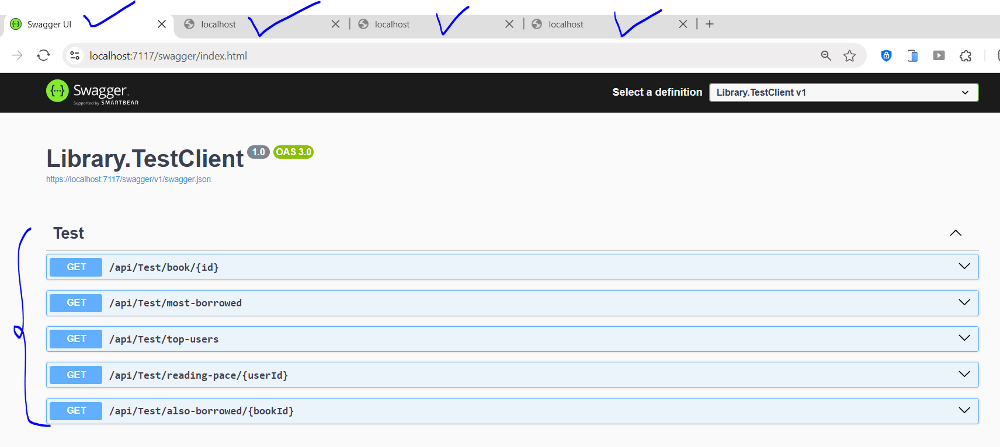 Swagger UI localhost localhost localhost
localhost:7117/swagger/index.html
Swagger.
Supported by SMARTBEAR
Select a definition Library.TestClient v1
Library.TestClient 1.0 OAS 3.0
https://localhost:7117/swagger/v1/swagger.json
Test
GET /api/Test/book/{id}
GET /api/Test/most-borrowed
GET /api/Test/top-users
GET /api/Test/reading-pace/{userId}
GET /api/Test/also-borrowed/{bookId}